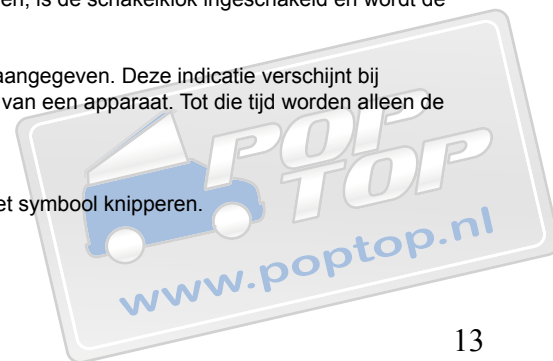 en, is de schakelklok ingeschakeld en wordt de
aangegeven. Deze indicatie verschijnt bij
van een apparaat. Tot die tijd worden alleen de
et symbool knipperen.
POP
TOP
www.poptop.nl
13